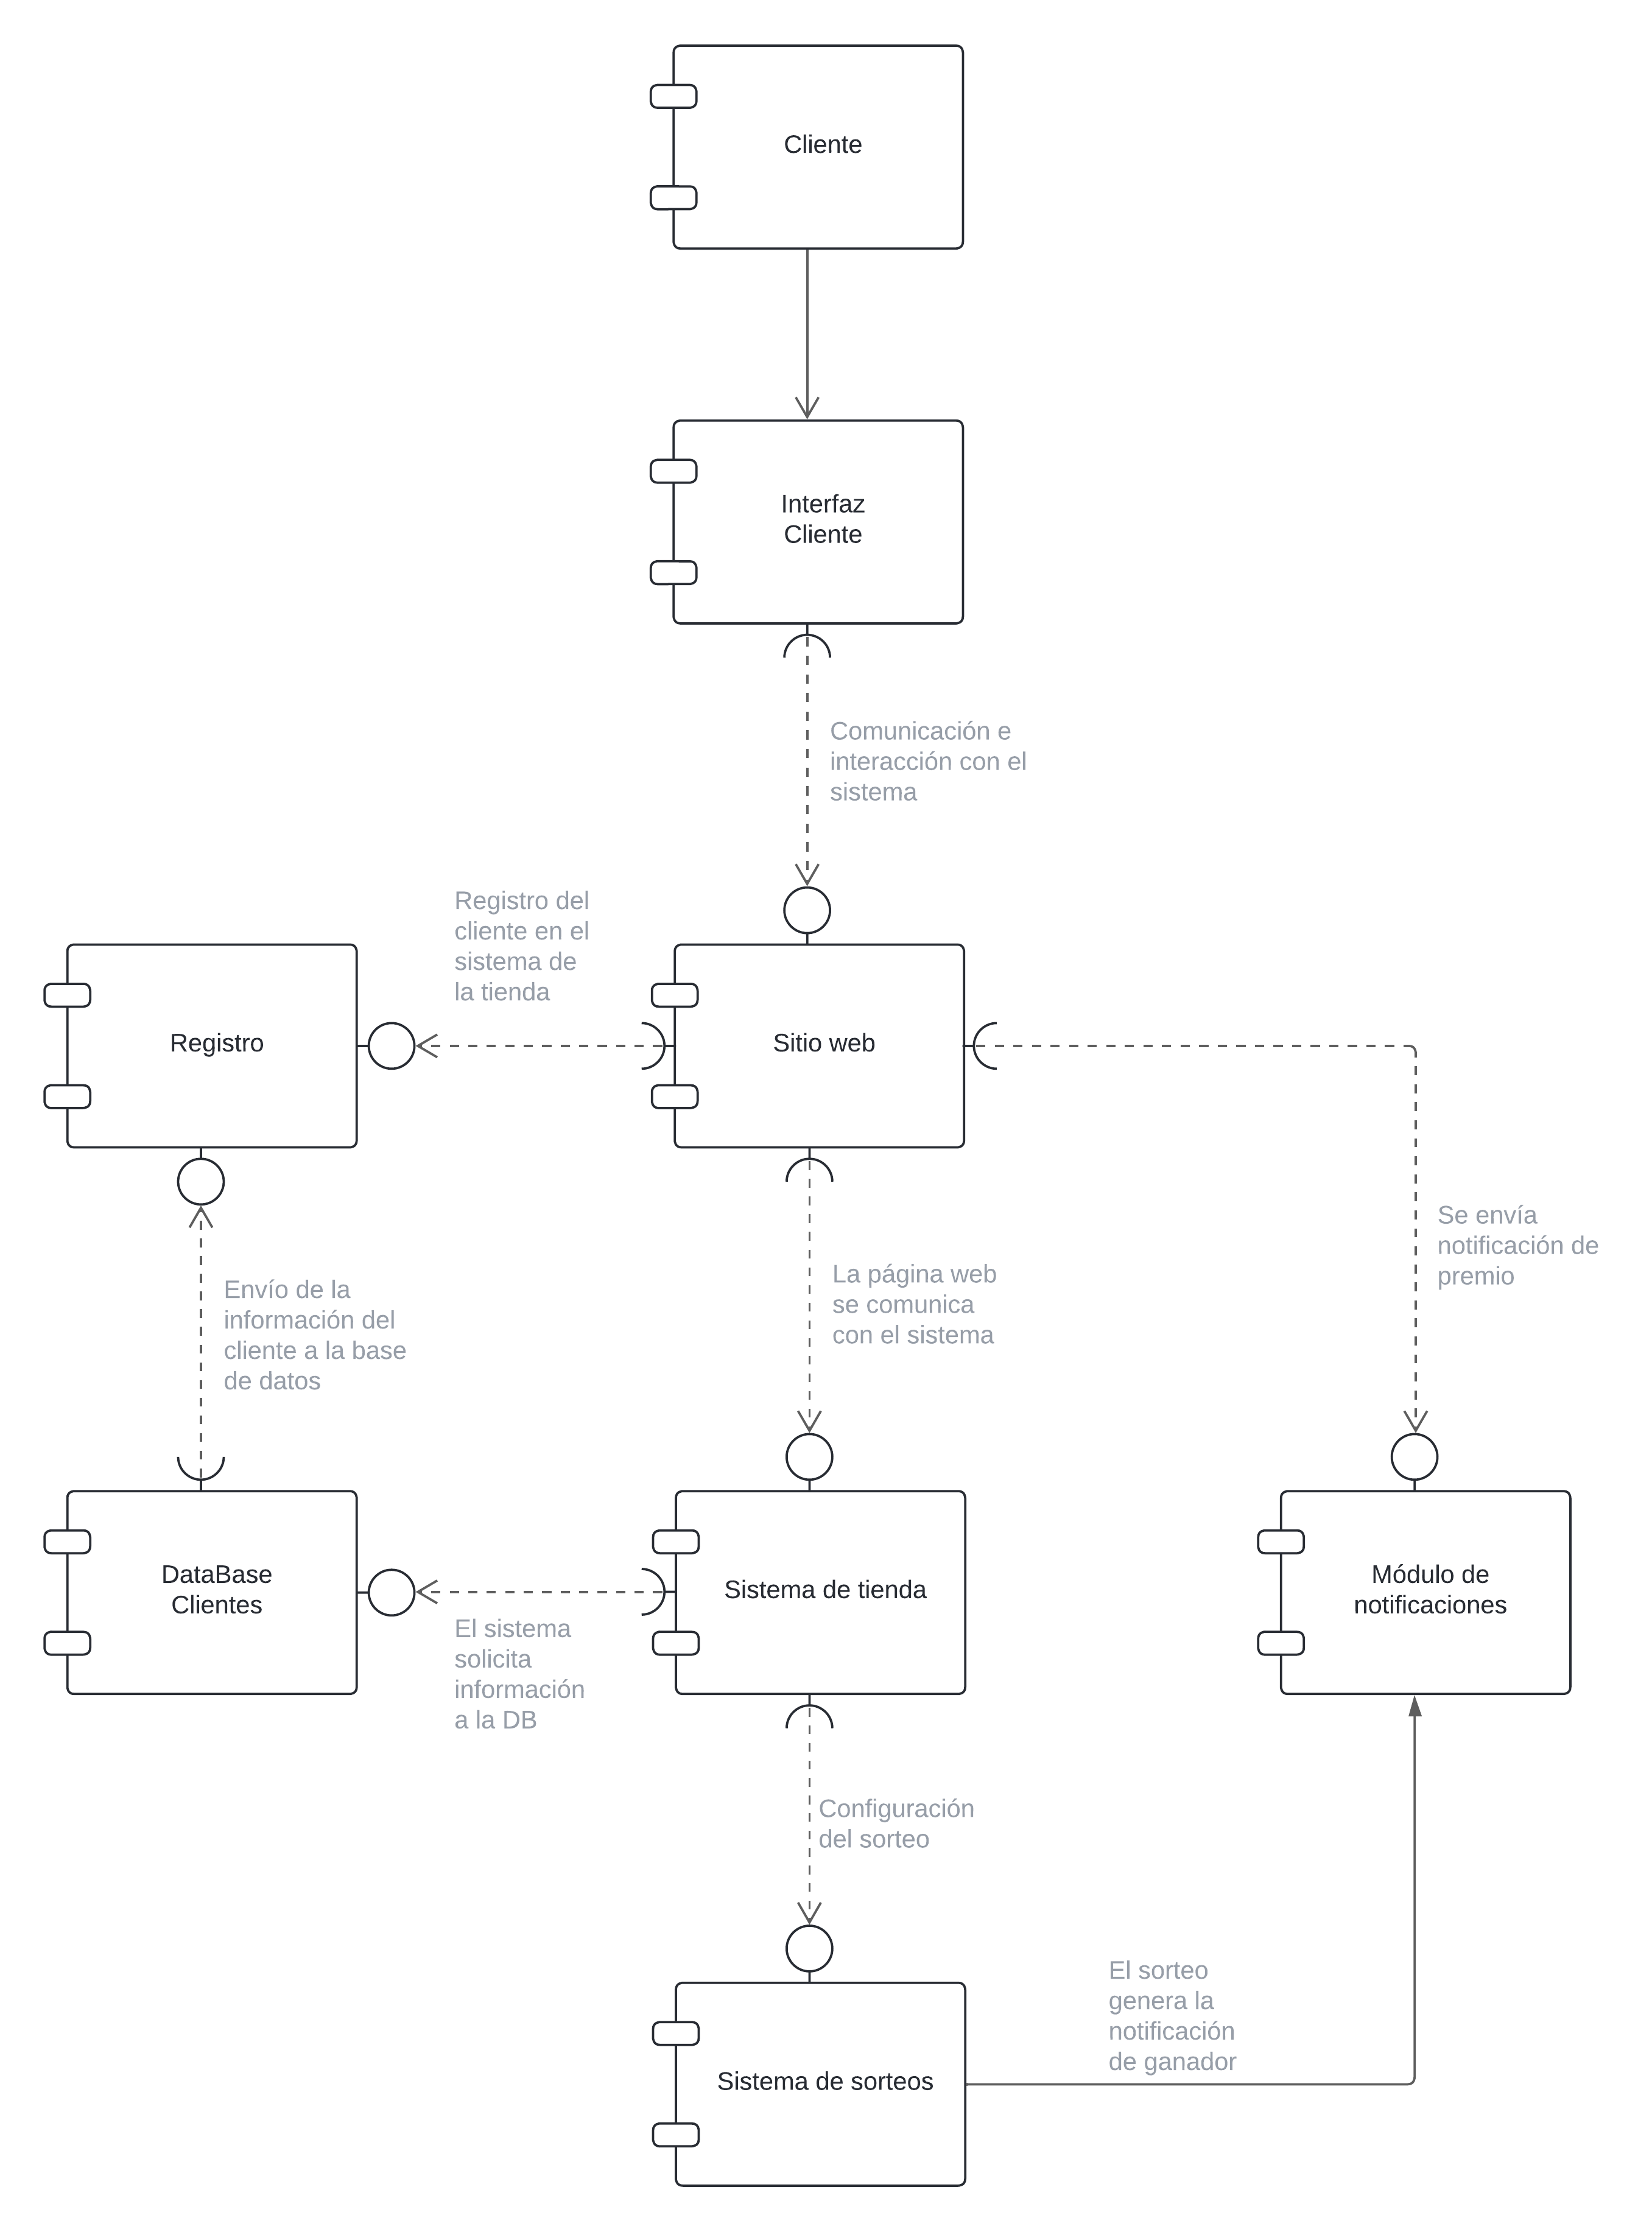 Cliente
Interfaz
Cliente
Comunicación e
interacción con el
sistema
Registro del
cliente en el
sistema de
la tienda
Registro
Sitio web
Se envía
notificación de
premio
La página web
se comunica
con el sistema
Envío de la
información del
cliente a la base
de datos
DataBase
Clientes
Sistema de tienda
Módulo de
notificaciones
El sistema
solicita
información
a la DB
Configuración
del sorteo
El sorteo
genera la
notificación
de ganador
Sistema de sorteos